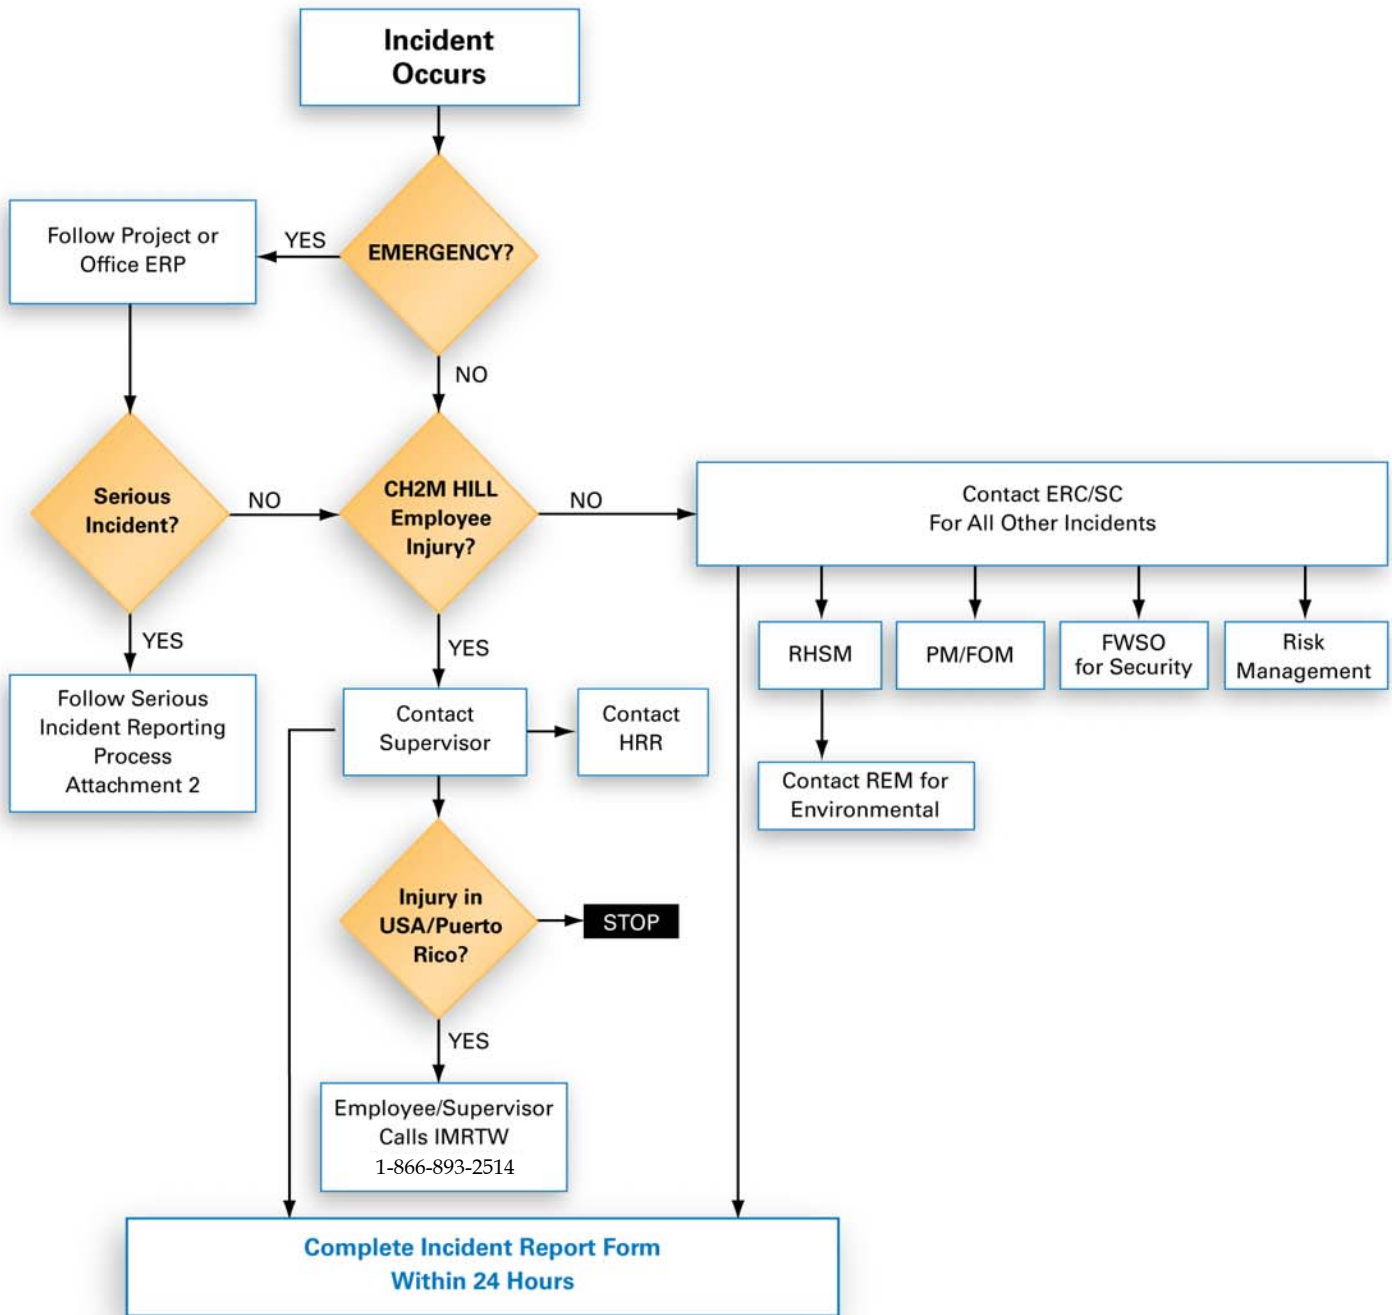 Incident
Occurs
EMERGENCY?
YES
Follow Project or
Office ERP
NO
Serious
Incident?
NO
CH2M HILL
Employee
Injury?
NO
Contact ERC/SC
For All Other Incidents
YES
Follow Serious
Incident Reporting
Process
Attachment 2
YES
Contact
Supervisor
Contact
HRR
RHSM
PM/FOM
FWSO
for Security
Risk
Management
Contact REM for
Environmental
Injury in
USA/Puerto
Rico?
STOP
YES
Employee/Supervisor
Calls IMRTW
1-866-893-2514
Complete Incident Report Form
Within 24 Hours